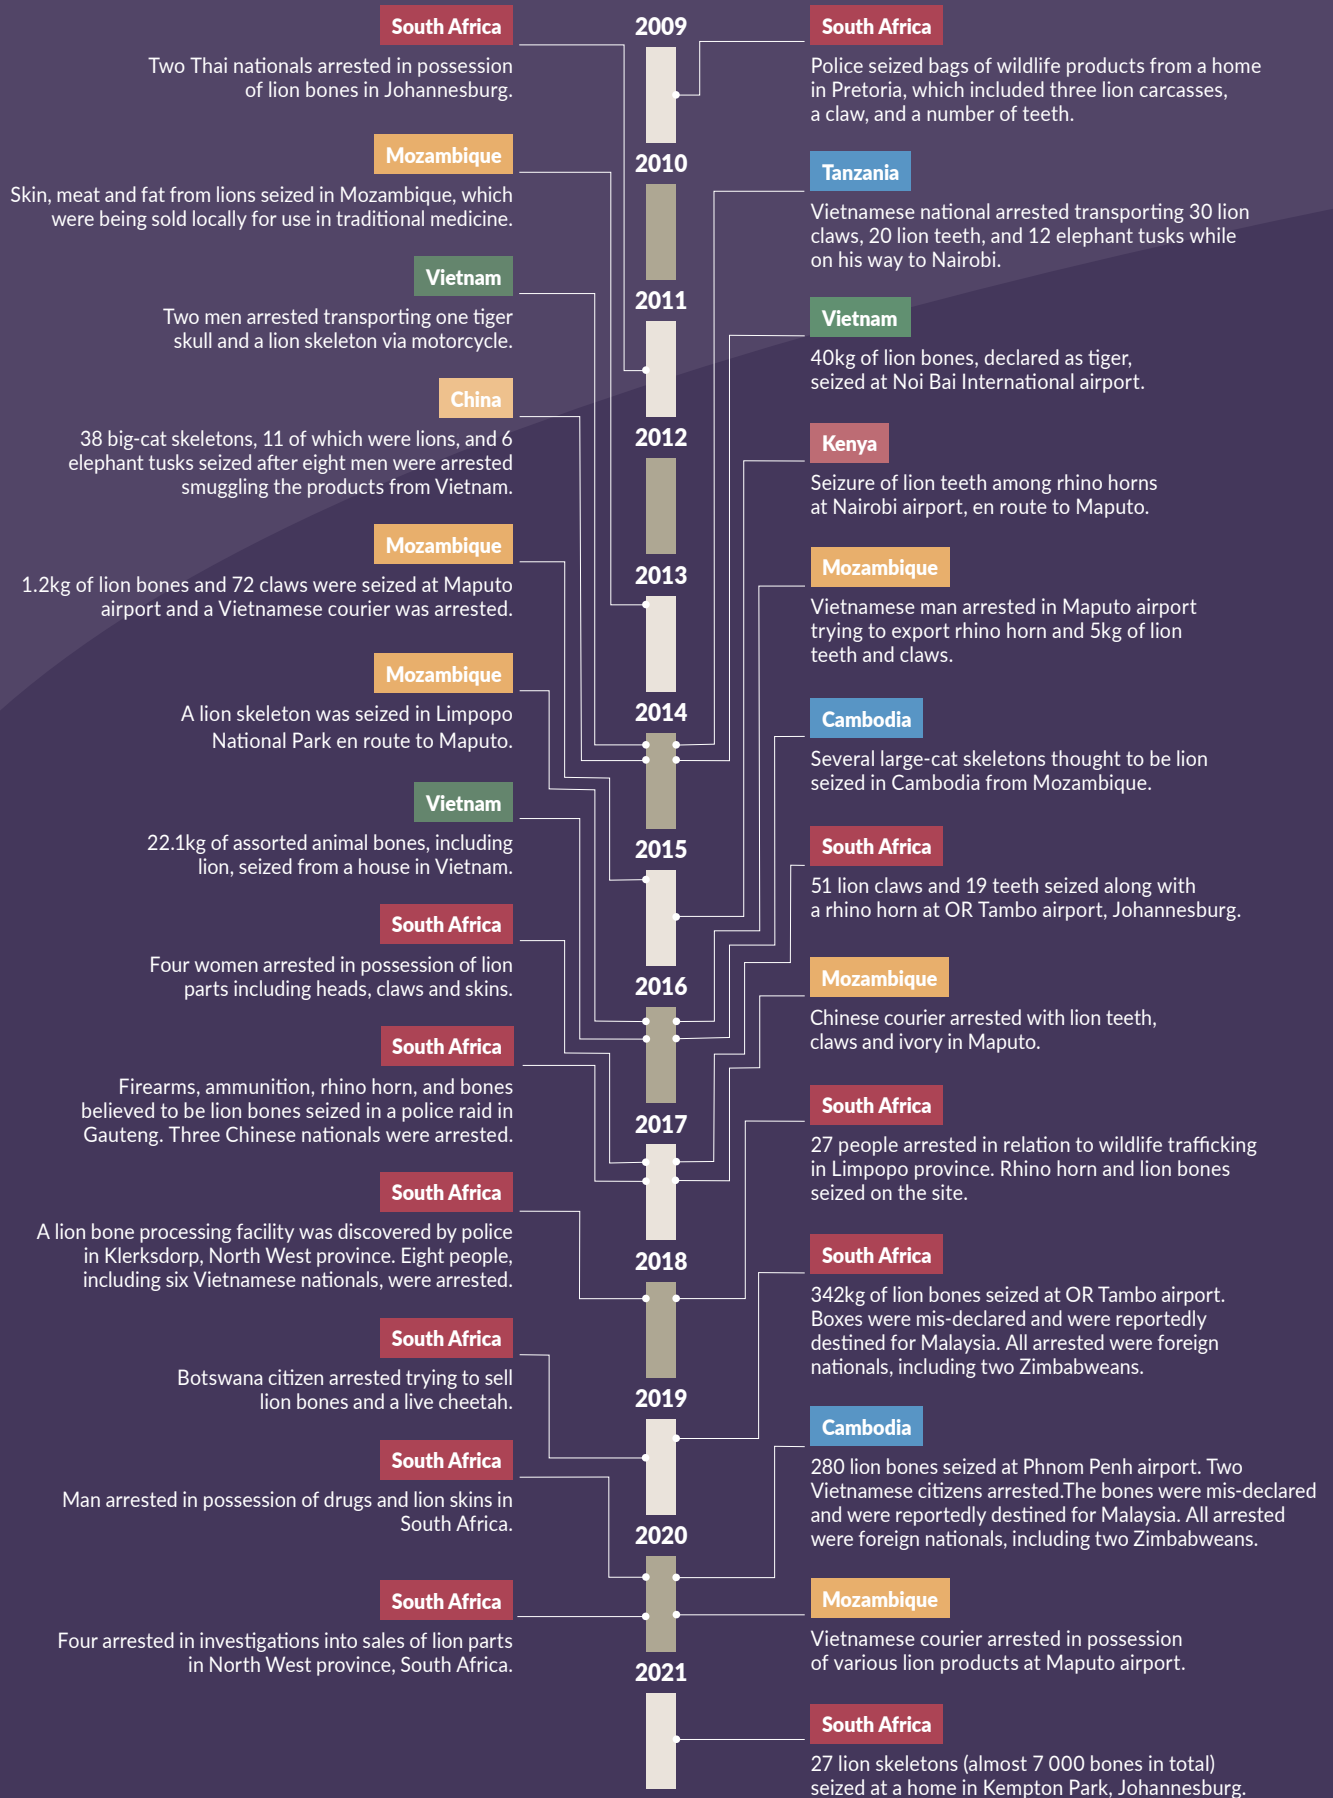 2009
South Africa
Two Thai nationals arrested in possession
of lion bones in Johannesburg.
South Africa
Police seized bags of wildlife products from a home
in Pretoria, which included three lion carcasses,
a claw, and a number of teeth.
Mozambique
Skin, meat and fat from lions seized in Mozambique, which
were being sold locally for use in traditional medicine.
2010
Tanzania
Vietnamese national arrested transporting 30 lion
claws, 20 lion teeth, and 12 elephant tusks while
on his way to Nairobi.
Vietnam
Two men arrested transporting one tiger
skull and a lion skeleton via motorcycle.
2011
Vietnam
40kg of lion bones, declared as tiger,
seized at Noi Bai International airport.
China
38 big-cat skeletons, 11 of which were lions, and 6
elephant tusks seized after eight men were arrested
smuggling the products from Vietnam.
2012
Kenya
Seizure of lion teeth among rhino horns
at Nairobi airport, en route to Maputo.
Mozambique
1.2kg of lion bones and 72 claws were seized at Maputo
airport and a Vietnamese courier was arrested.
2013
Mozambique
Vietnamese man arrested in Maputo airport
trying to export rhino horn and 5kg of lion
teeth and claws.
Mozambique
A lion skeleton was seized in Limpopo
National Park en route to Maputo.
2014
Cambodia
Several large-cat skeletons thought to be lion
seized in Cambodia from Mozambique.
Vietnam
22.1kg of assorted animal bones, including
lion, seized from a house in Vietnam.
2015
South Africa
51 lion claws and 19 teeth seized along with
a rhino horn at OR Tambo airport, Johannesburg.
South Africa
Four women arrested in possession of lion
parts including heads, claws and skins.
2016
Mozambique
Chinese courier arrested with lion teeth,
claws and ivory in Maputo.
South Africa
Firearms, ammunition, rhino horn, and bones
believed to be lion bones seized in a police raid in
Gauteng. Three Chinese nationals were arrested.
2017
South Africa
27 people arrested in relation to wildlife trafficking
in Limpopo province. Rhino horn and lion bones
seized on the site.
South Africa
A lion bone processing facility was discovered by police
in Klerksdorp, North West province. Eight people,
including six Vietnamese nationals, were arrested.
2018
South Africa
342kg of lion bones seized at OR Tambo airport.
Boxes were mis-declared and were reportedly
destined for Malaysia. All arrested were foreign
nationals, including two Zimbabweans.
South Africa
Botswana citizen arrested trying to sell
lion bones and a live cheetah.
2019
Cambodia
280 lion bones seized at Phnom Penh airport. Two
Vietnamese citizens arrested.The bones were mis-declared
and were reportedly destined for Malaysia. All arrested
were foreign nationals, including two Zimbabweans.
South Africa
Man arrested in possession of drugs and lion skins in
South Africa.
2020
Mozambique
Vietnamese courier arrested in possession
of various lion products at Maputo airport.
South Africa
Four arrested in investigations into sales of lion parts
in North West province, South Africa.
2021
South Africa
27 lion skeletons (almost 7 000 bones in total)
seized at a home in Kempton Park, Johannesburg.